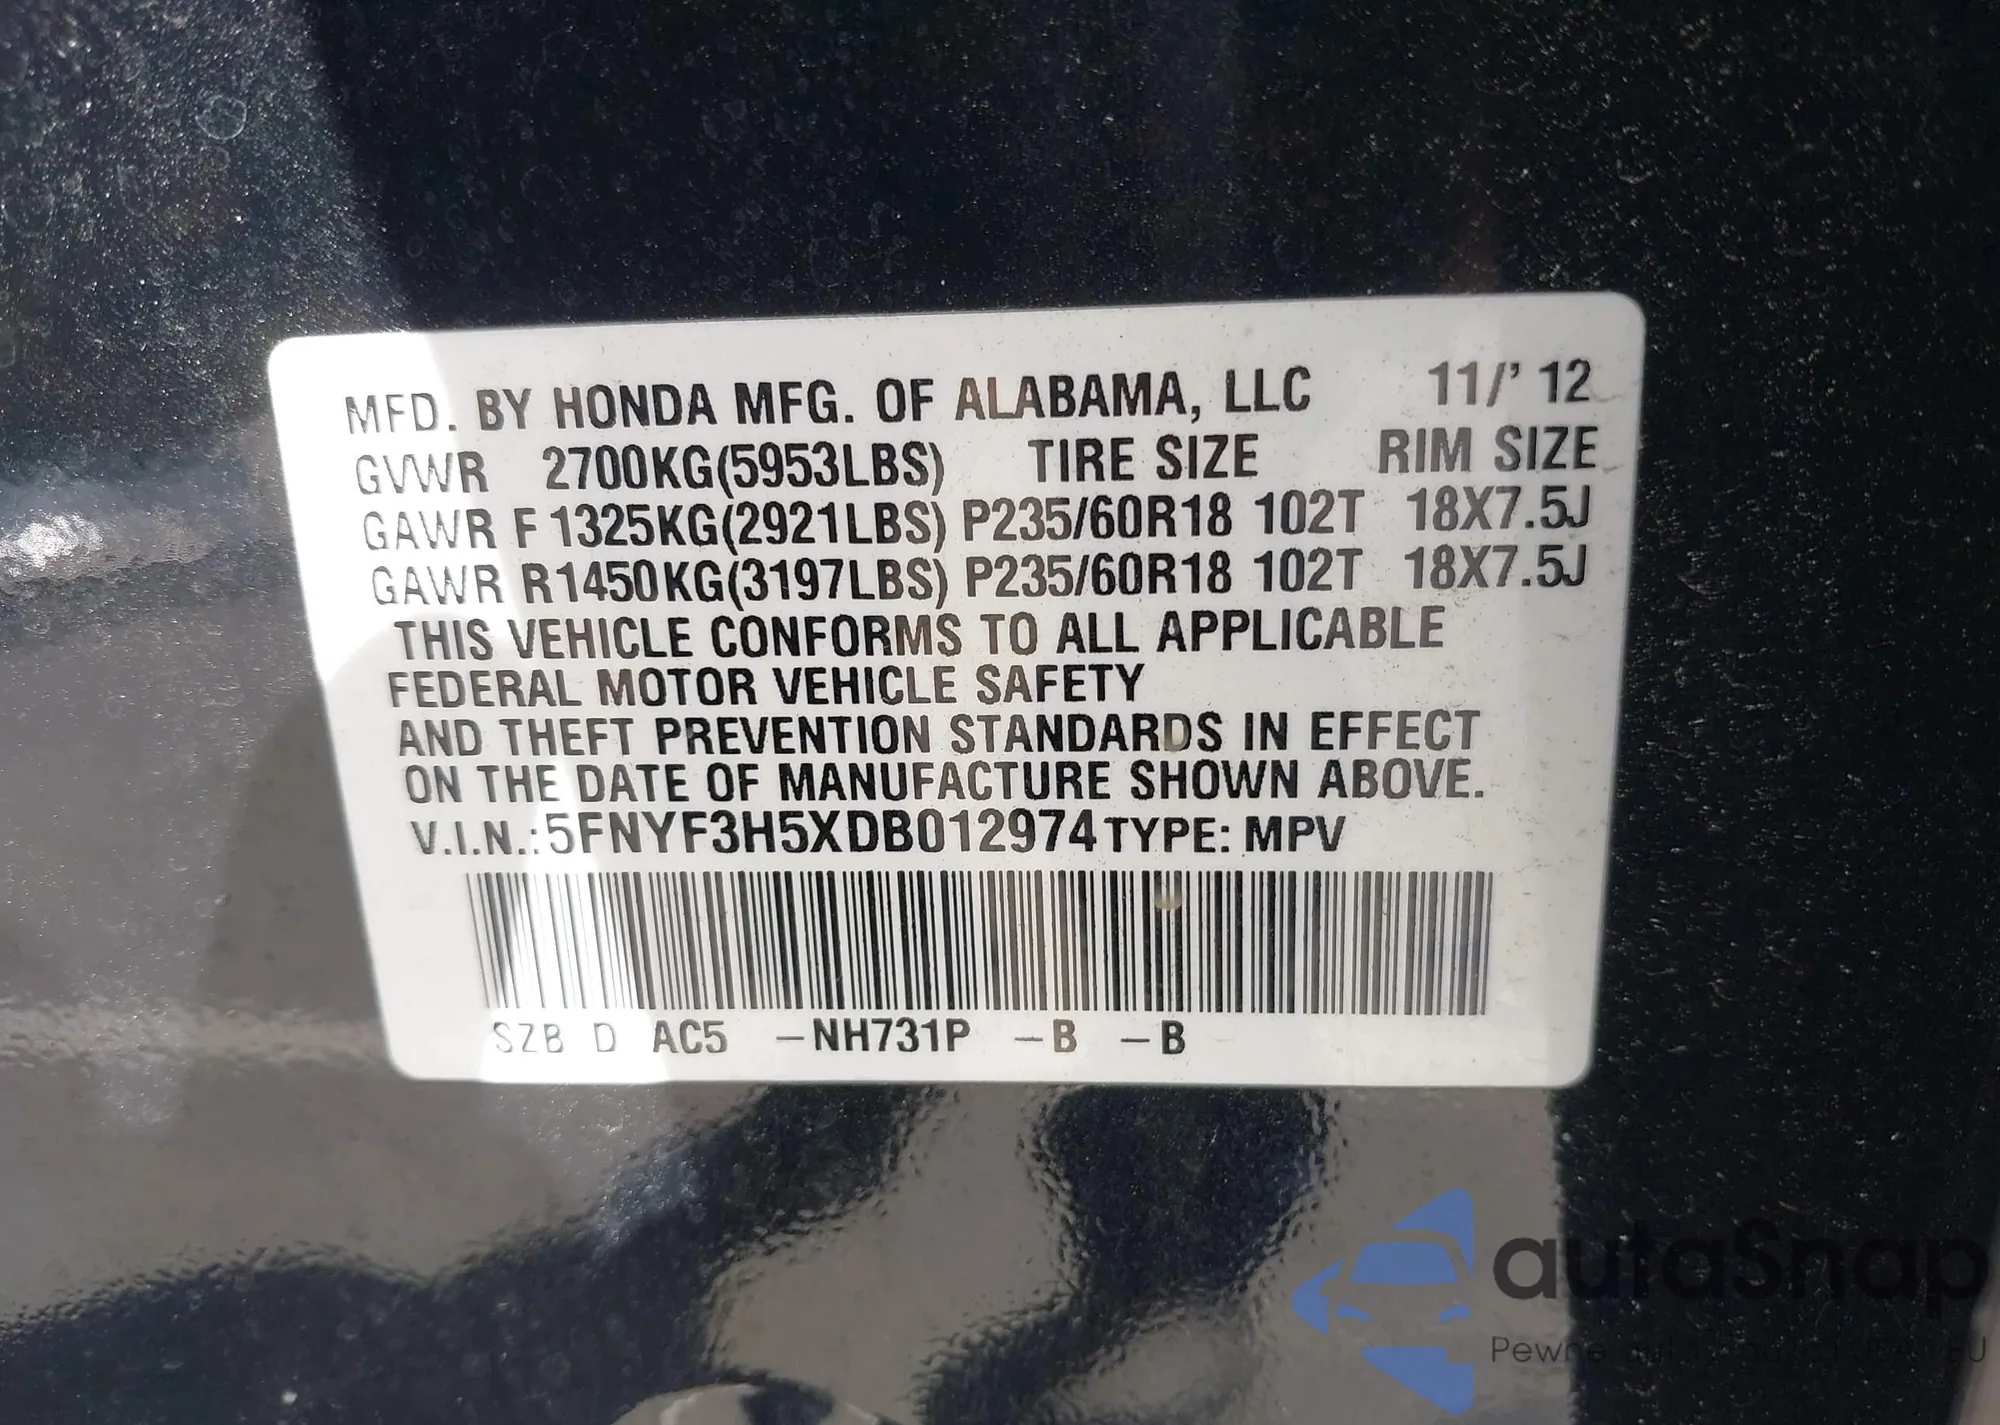 MFD. BY HONDA MFG. OF ALABAMA, LLC 11/' 12
GVWR 2700KG(5953LBS) TIRE SIZE RIM SIZE
GAWR F 1325KG(2921LBS) P235/60R18 102T 18X7.5J
GAWR R1450KG(3197LBS) P235/60R18 102T 18X7.5J
THIS VEHICLE CONFORMS TO ALL APPLICABLE
FEDERAL MOTOR VEHICLE SAFETY
AND THEFT PREVENTION STANDARDS IN EFFECT
ON THE DATE OF MANUFACTURE SHOWN ABOVE.
V.I.N.:5FNYF3H5XDB012974 TYPE: MPV
SZB D AC5 –NH731P –B –B
autaSnap
Pewne auta